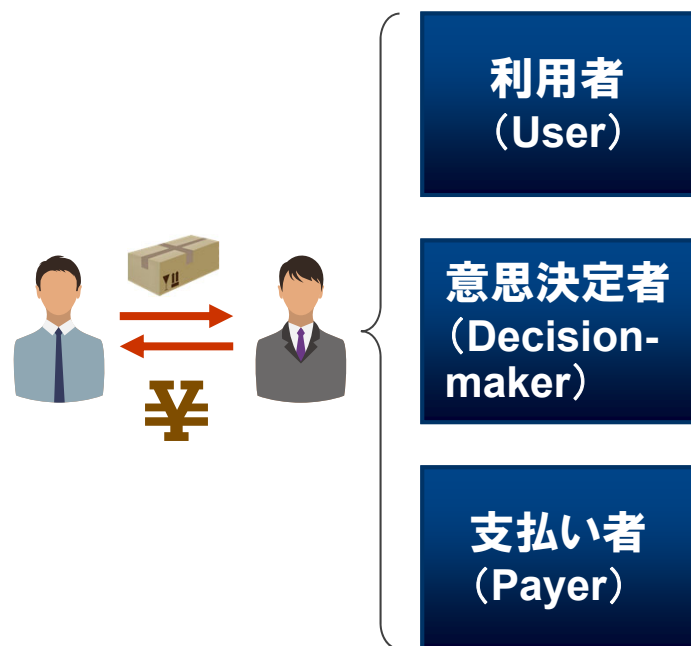 利用者
（User）
意思決定者
（Decision-
maker）
¥
支払い者
（Payer）